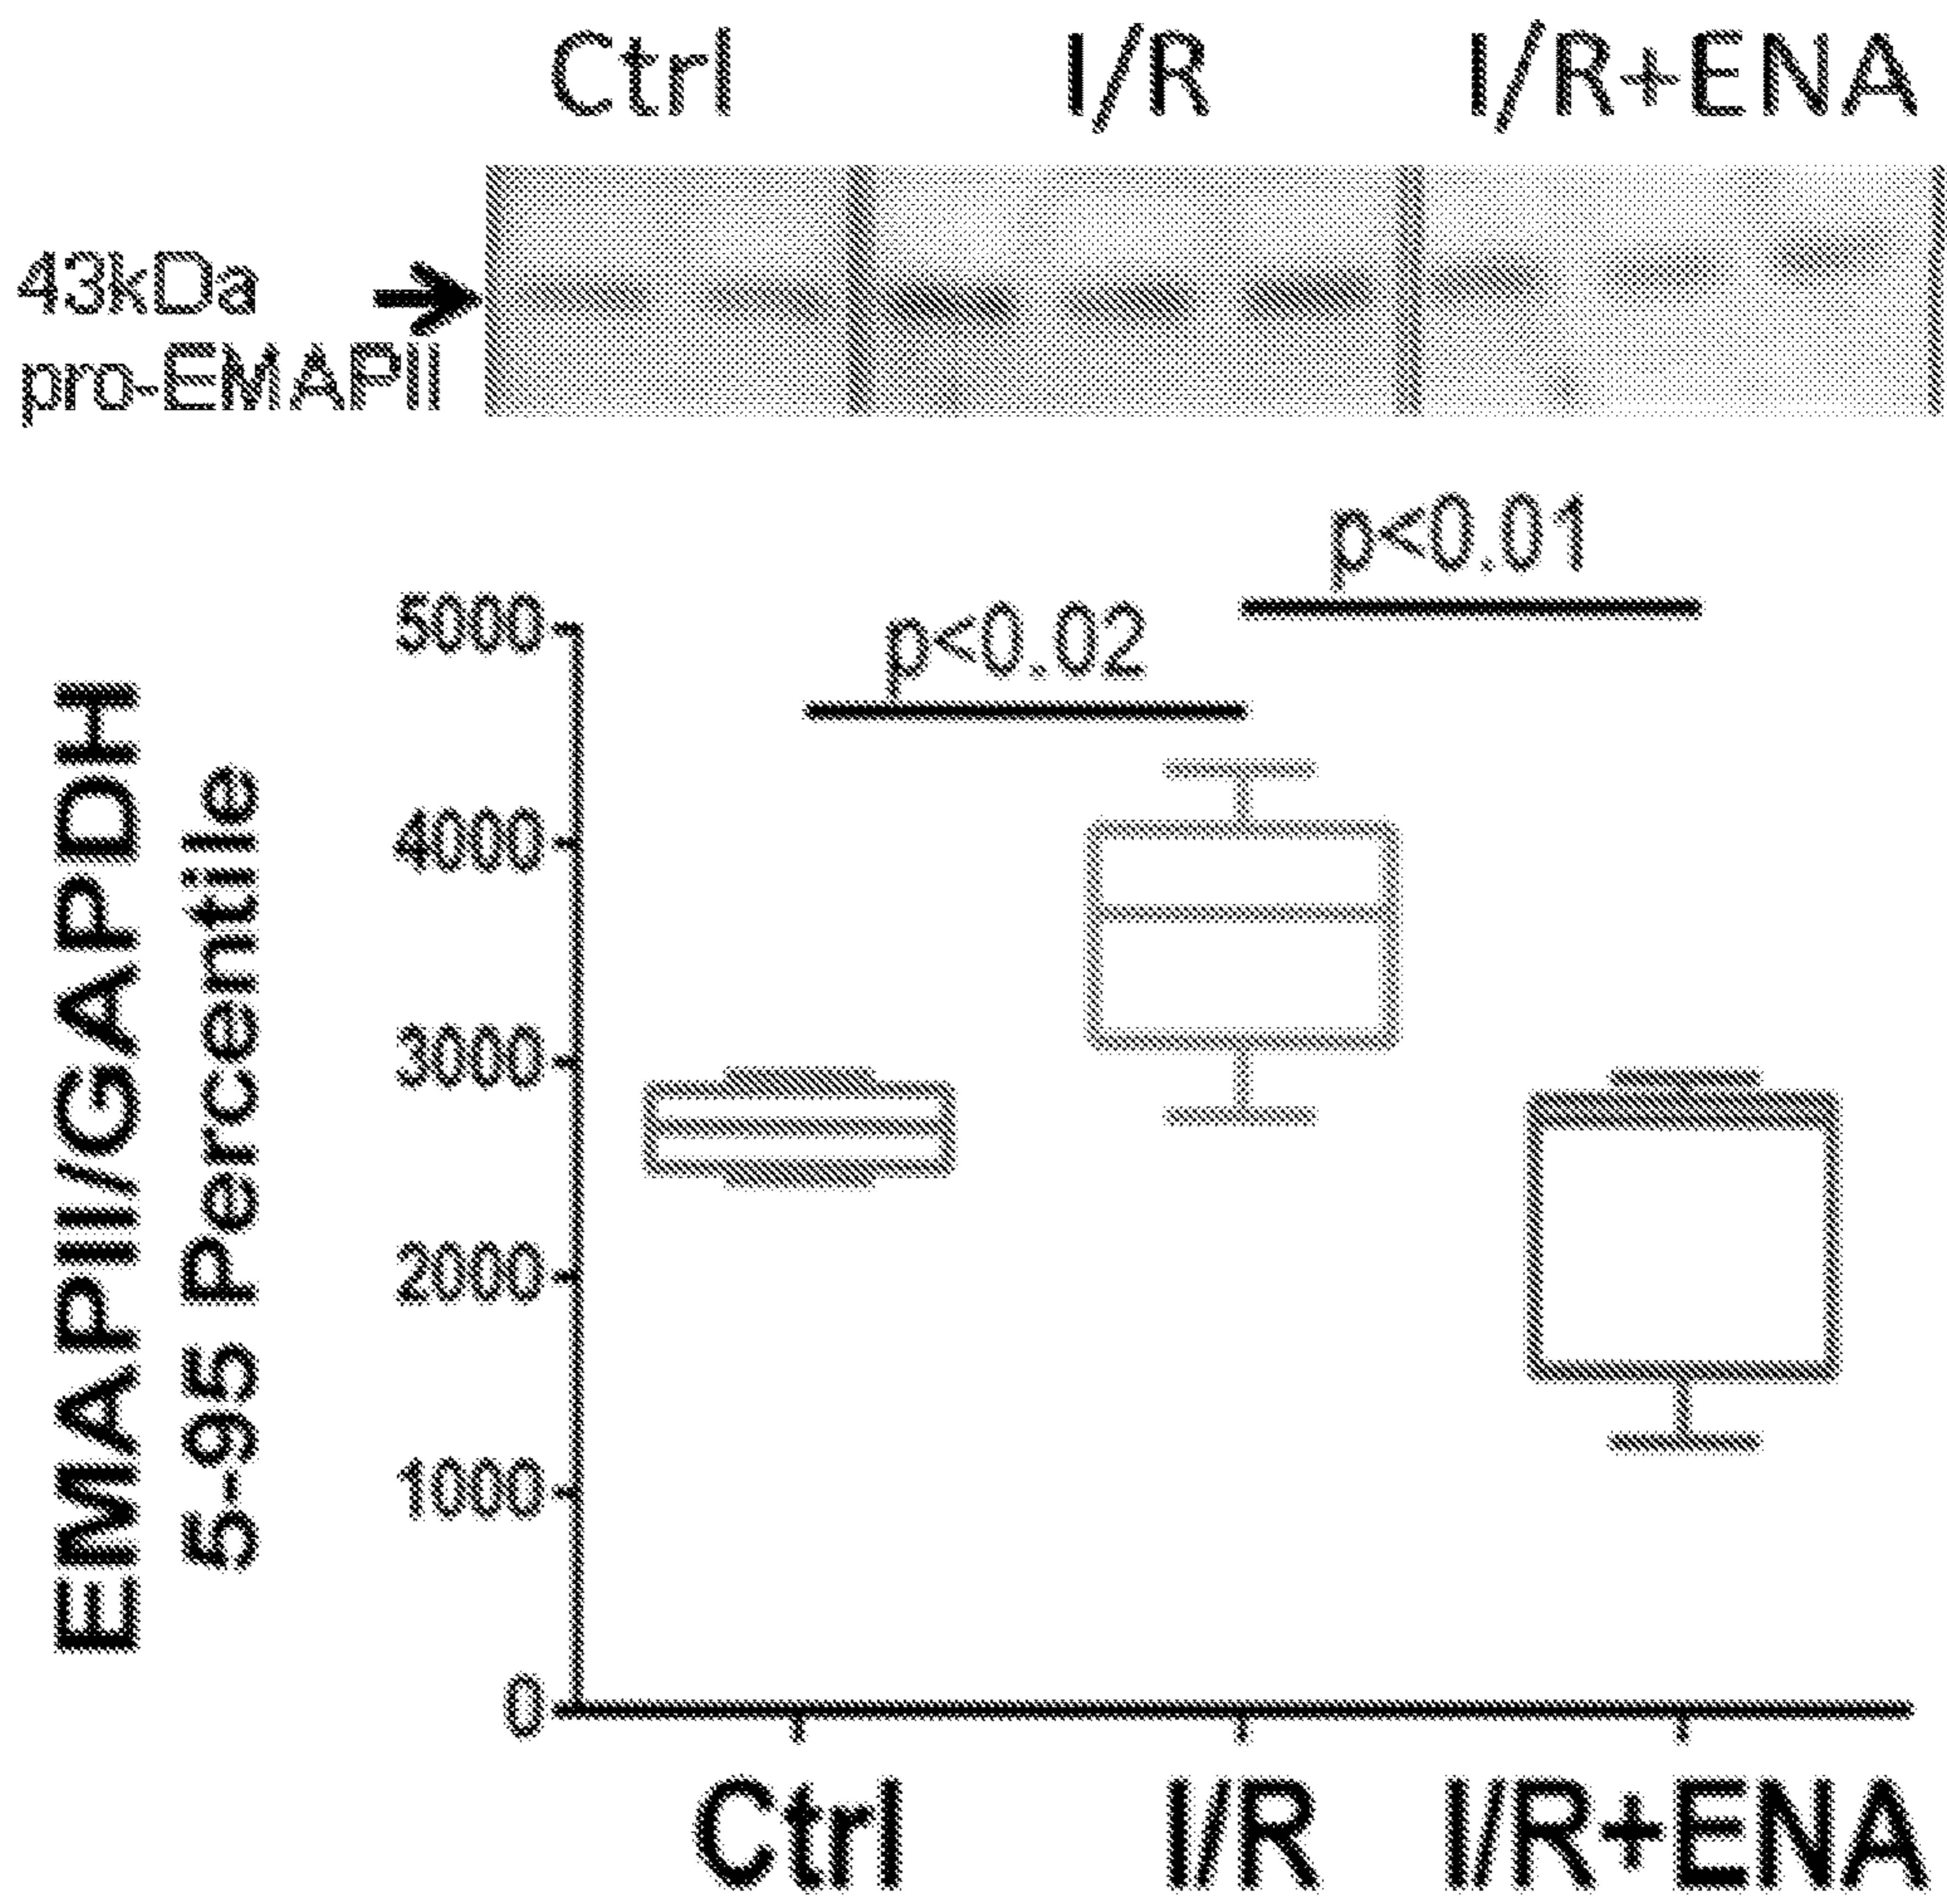 Ctrl I/R I/R+ENA
43kDa
pro-EMAPII
p<0.01
p<0.02
EMAPII/GAPDH
5-95 Percentile
5000
4000
3000
2000
1000
0
Ctrl I/R I/R+ENA